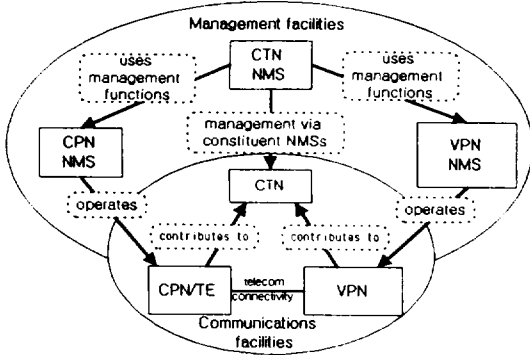 Management facilities
uses
management
functions
CTN
NMS
uses
management
functions
CPN
NMS
management via
constituent NMSs
VPN
NMS
CTN
operates
operates
contributes to
contributes to
CPN/TE
telecom
connectivity
VPN
Communications
facilities